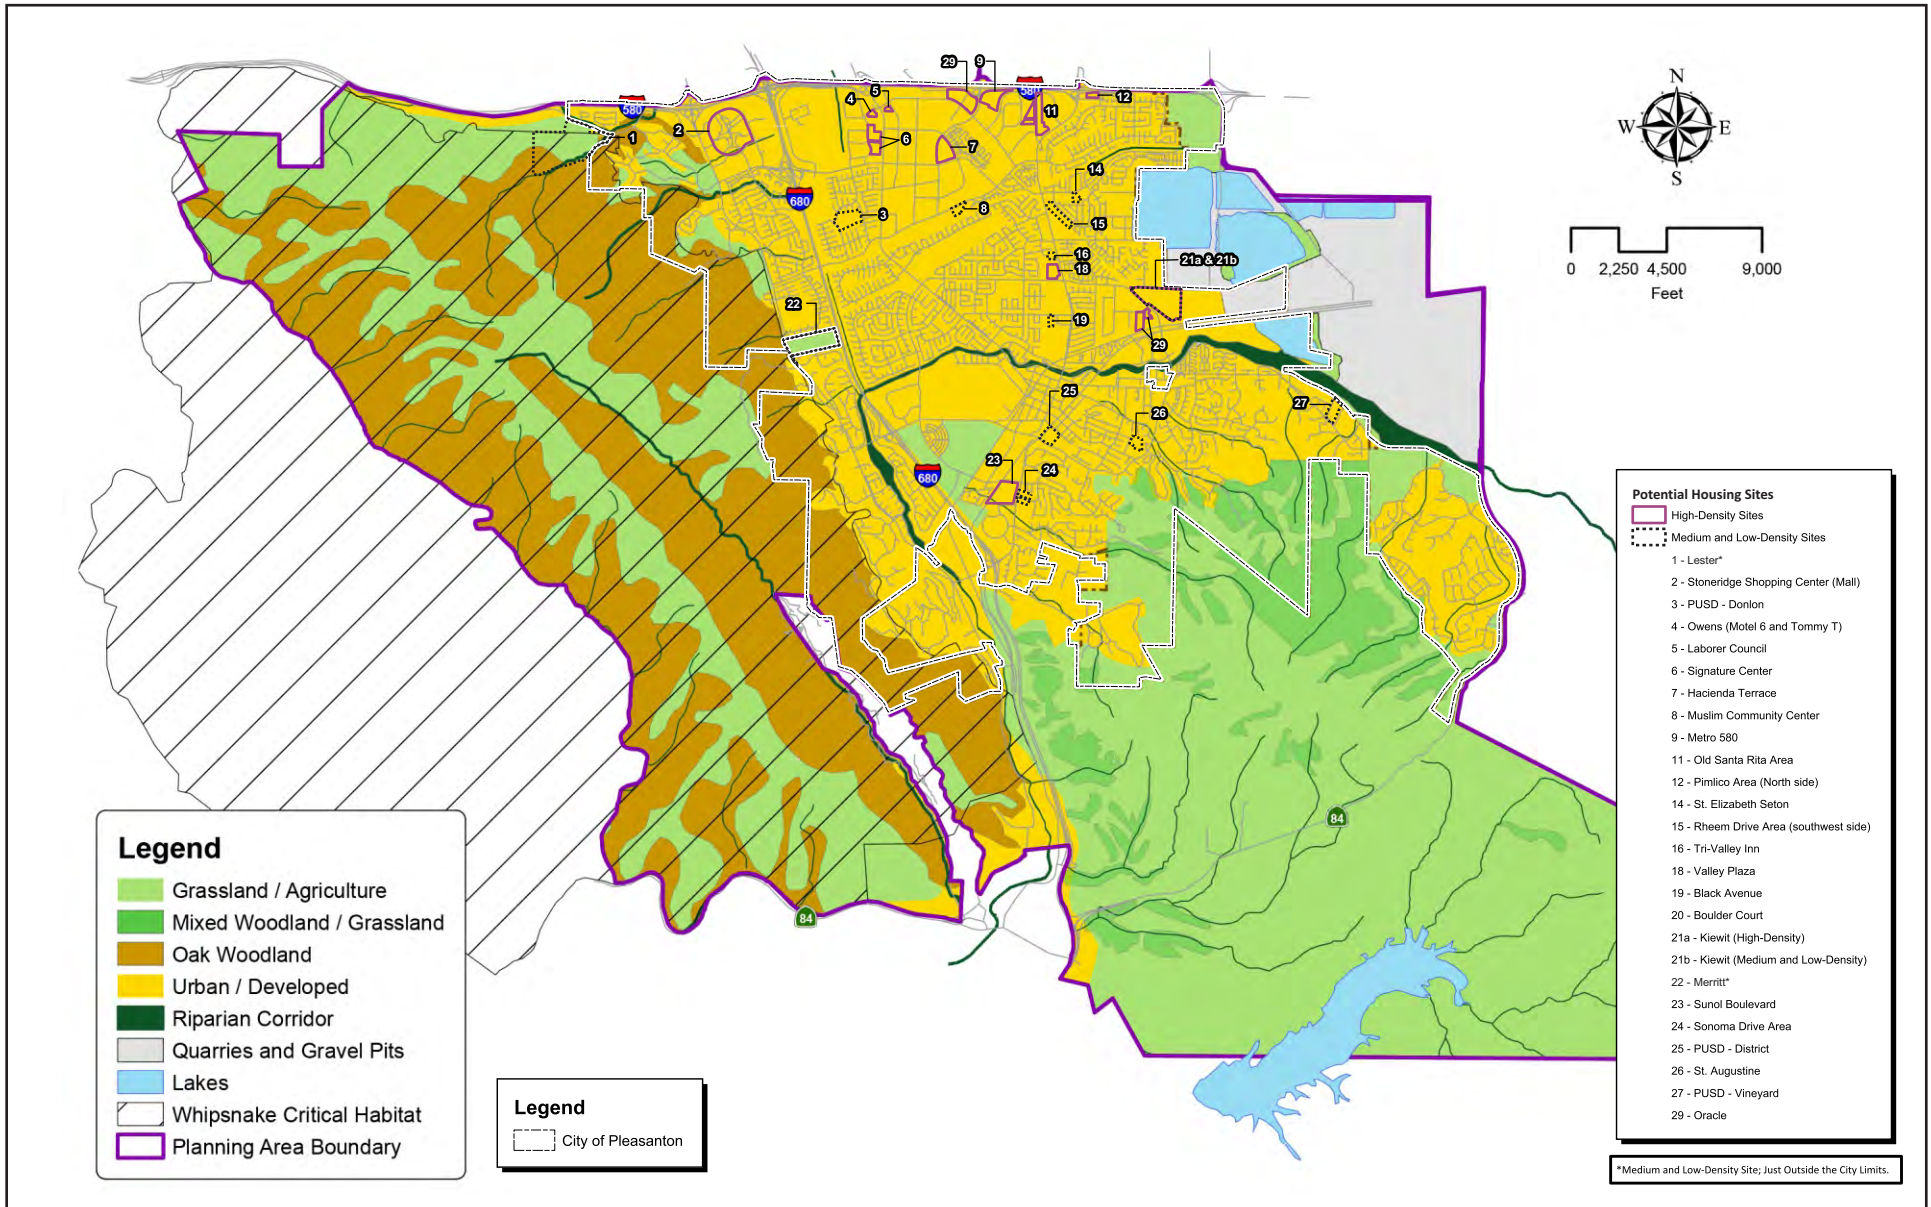 29
9
580
580
5
4
12
11
2
1
6
7
14
680
3
8
15
16
18
21a & 21b
22
19
29
25
26
27
23
24
680
84
84
N
W
E
S
0
2,250
4,500
9,000
Feet
Potential Housing Sites
High-Density Sites
Medium and Low-Density Sites
1 - Lester*
2 - Stoneridge Shopping Center (Mall)
3 - PUSD - Donlon
4 - Owens (Motel 6 and Tommy T)
5 - Laborer Council
6 - Signature Center
7 - Hacienda Terrace
8 - Muslim Community Center
9 - Metro 580
11 - Old Santa Rita Area
12 - Pimlico Area (North side)
14 - St. Elizabeth Seton
15 - Rheem Drive Area (southwest side)
16 - Tri-Valley Inn
18 - Valley Plaza
19 - Black Avenue
20 - Boulder Court
21a - Kiewit (High-Density)
21b - Kiewit (Medium and Low-Density)
22 - Merritt*
23 - Sunol Boulevard
24 - Sonoma Drive Area
25 - PUSD - District
26 - St. Augustine
27 - PUSD - Vineyard
29 - Oracle
*Medium and Low-Density Site; Just Outside the City Limits.
Legend
Grassland / Agriculture
Mixed Woodland / Grassland
Oak Woodland
Urban / Developed
Riparian Corridor
Quarries and Gravel Pits
Lakes
Whipsnake Critical Habitat
Planning Area Boundary
Legend
City of Pleasanton